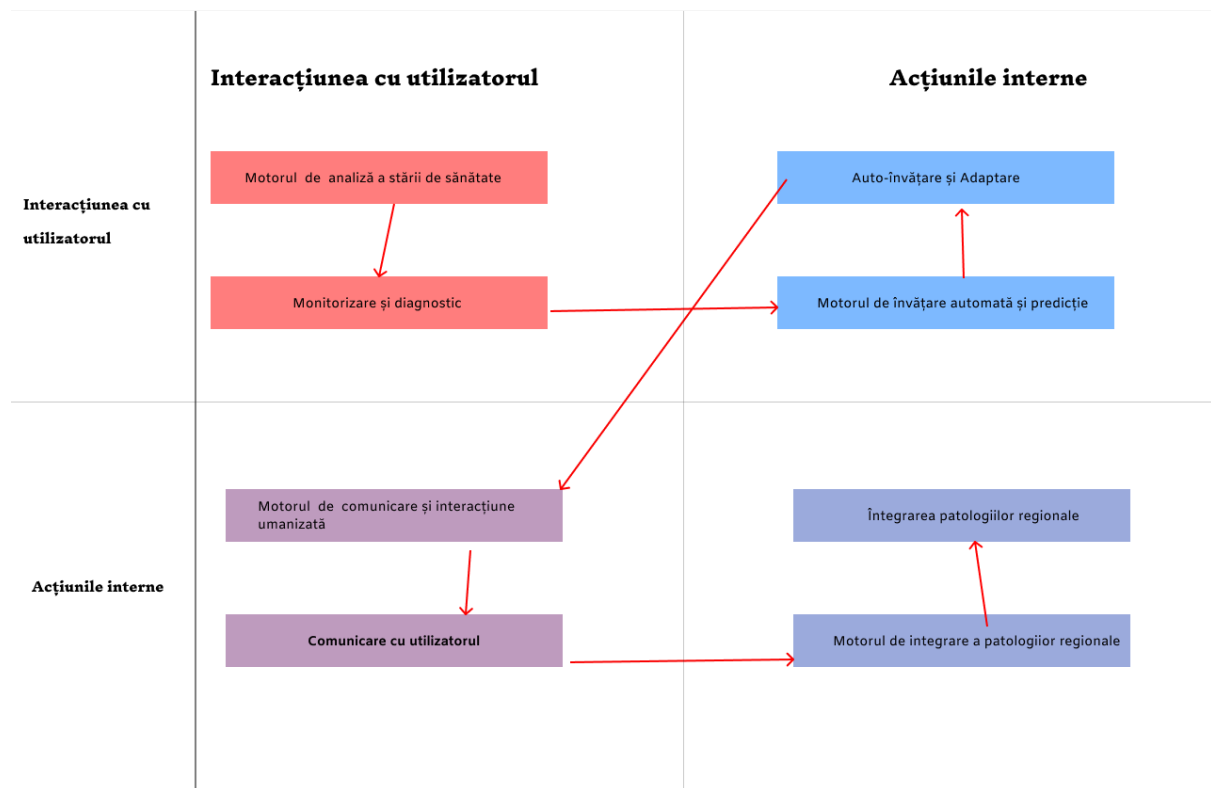 Interacțiunea cu utilizatorul
Acțiunile interne
Interacțiunea cu
utilizatorul
Motorul de analiză a stării de sănătate
Auto-învățare și Adaptare
Monitorizare și diagnostic
Motorul de învățare automată și predicție
Acțiunile interne
Motorul de comunicare și interacțiune
umanizată
Întegrarea patologiilor regionale
Comunicare cu utilizatorul
Motorul de integrare a patologiior regionale